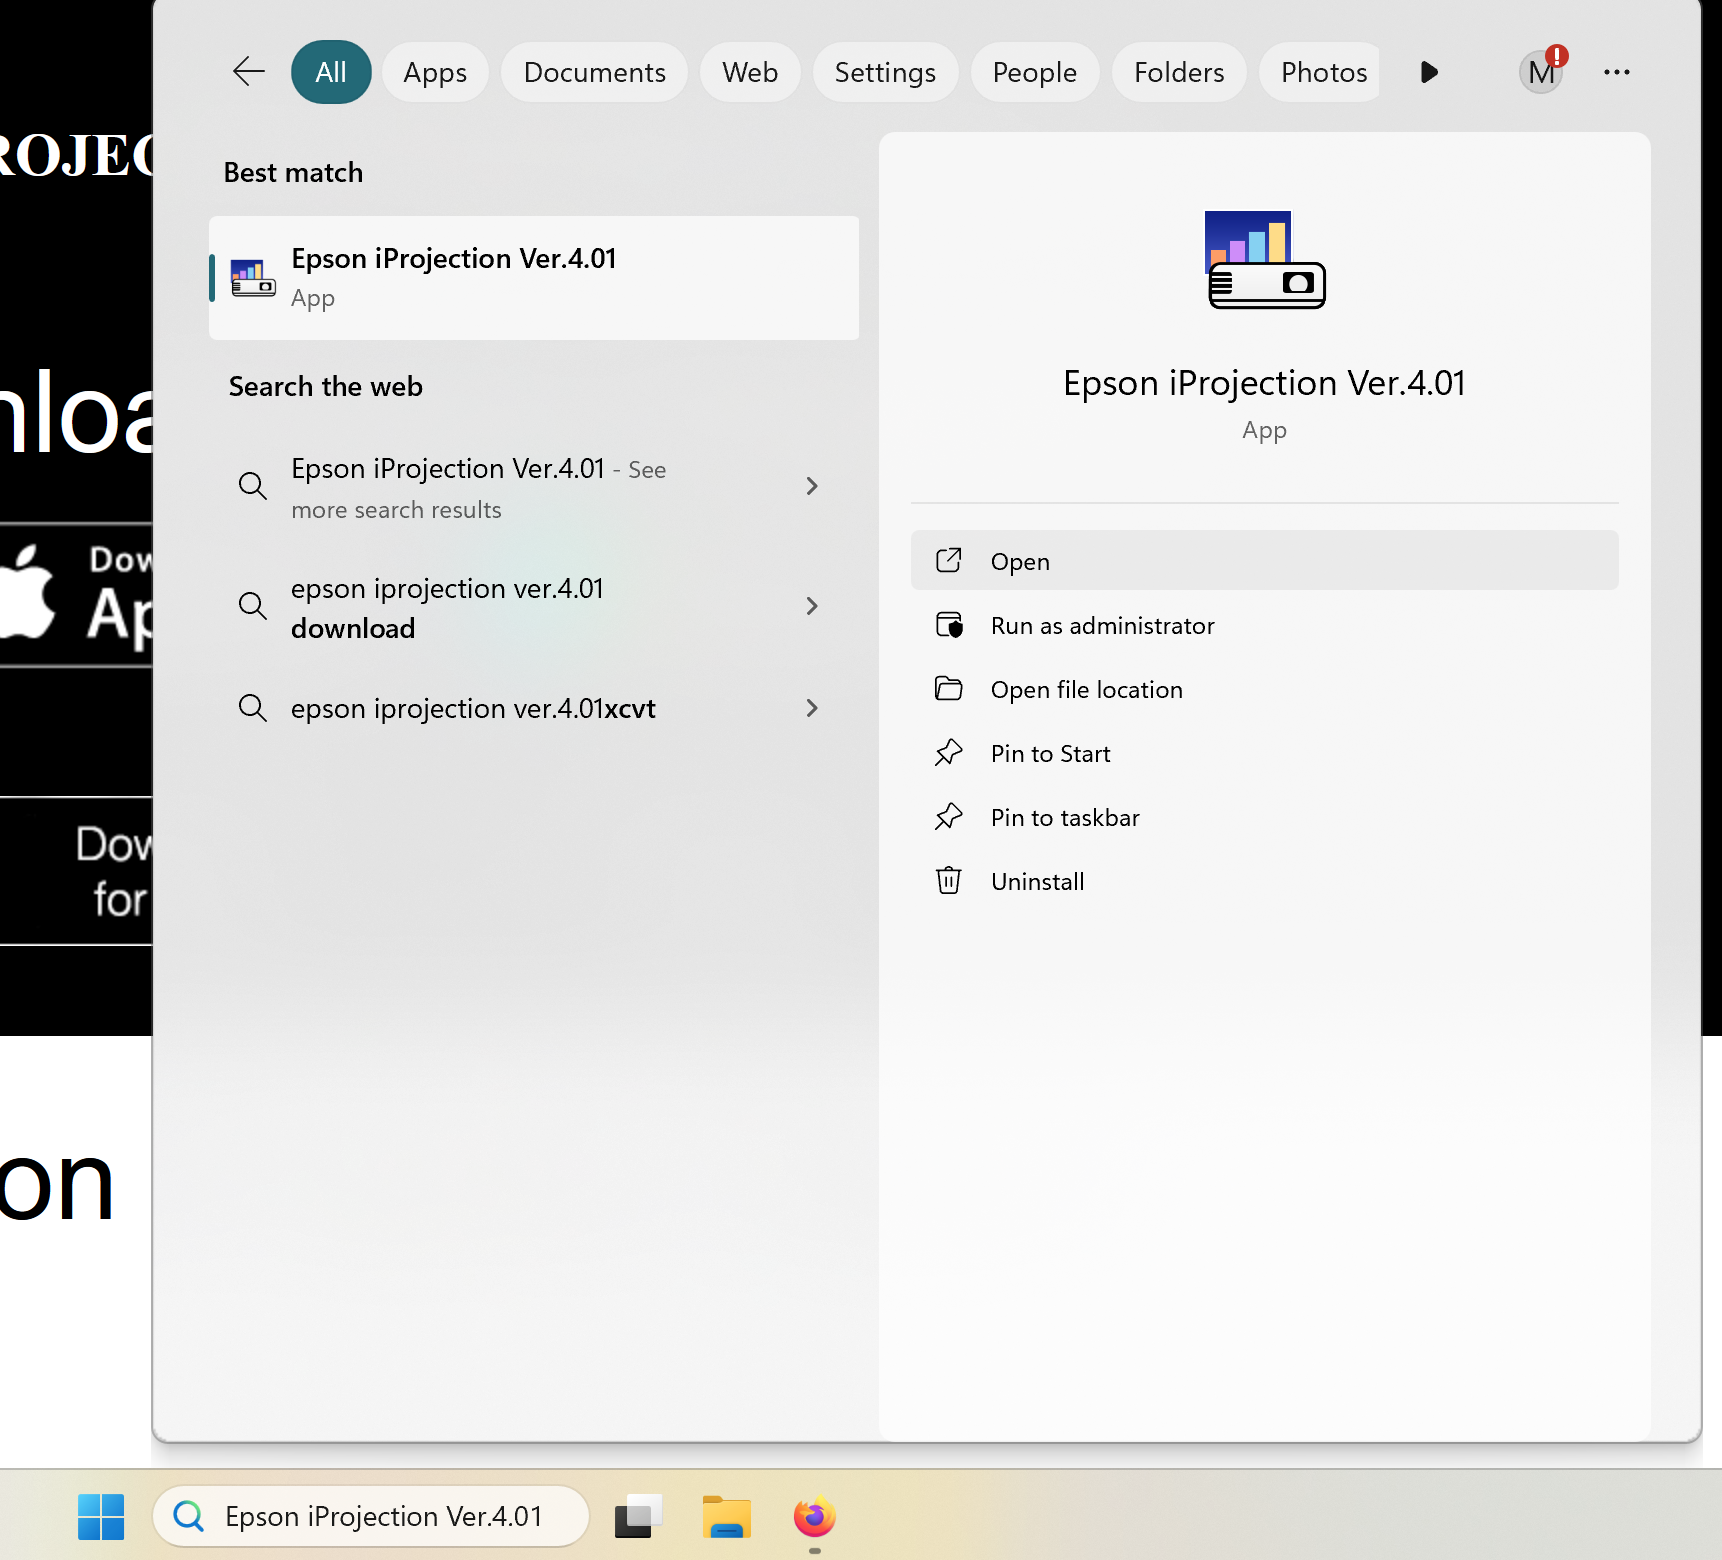 All
Apps
Documents
Web
Settings
People
Folders
Photos
M
ROJEC
nloa
Dow
Ap
Dow
for
on
Best match
Epson iProjection Ver.4.01
App
Search the web
Epson iProjection Ver.4.01 - See
more search results
epson iprojection ver.4.01
download
epson iprojection ver.4.01xcvt
Epson iProjection Ver.4.01
App
Open
Run as administrator
Open file location
Pin to Start
Pin to taskbar
Uninstall
Epson iProjection Ver.4.01